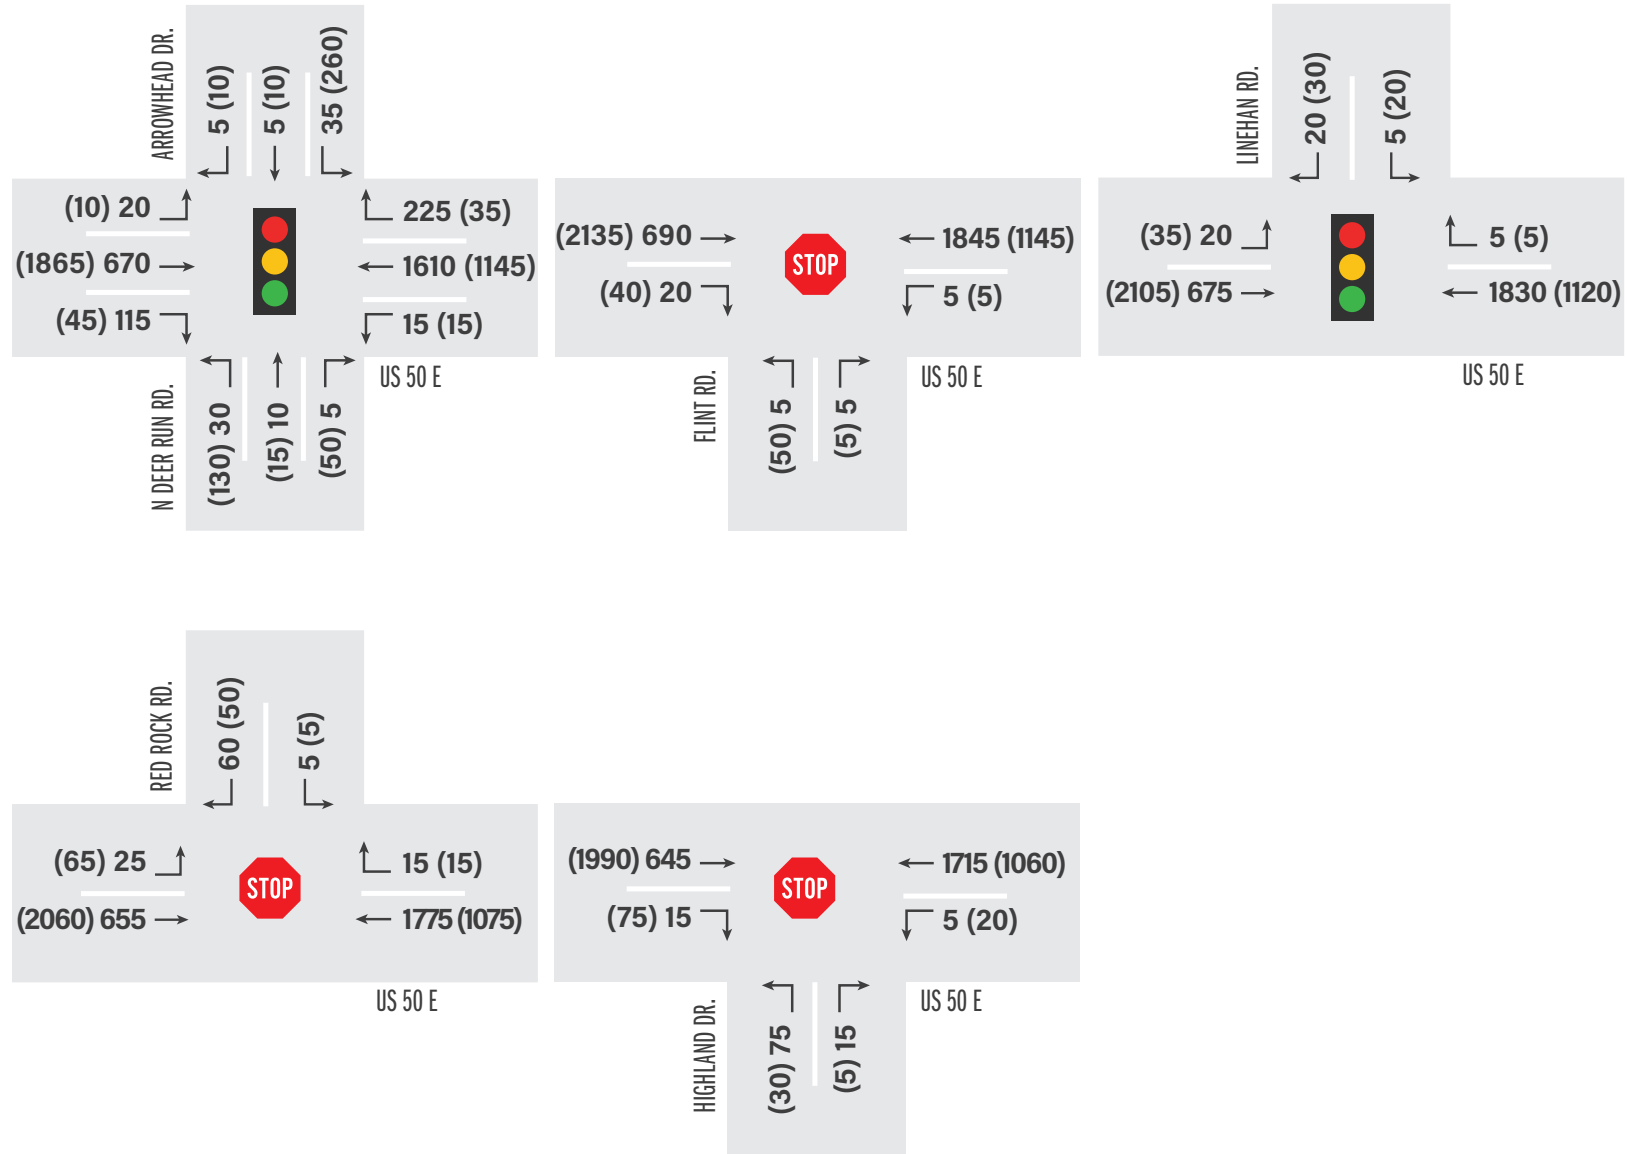 ARROWHEAD DR.
5 (10)
5 (10)
35 (260)
(10) 20
(1865) 670
(45) 115
225 (35)
1610 (1145)
15 (15)
N DEER RUN RD.
(130) 30
(15) 10
(50) 5
US 50 E
(2135) 690
(40) 20
STOP
1845 (1145)
5 (5)
FLINT RD.
(50) 5
(5) 5
US 50 E
LINEHAN RD.
20 (30)
5 (20)
(35) 20
(2105) 675
5 (5)
1830 (1120)
US 50 E
RED ROCK RD.
60 (50)
5 (5)
(65) 25
(2060) 655
STOP
15 (15)
1775 (1075)
US 50 E
(1990) 645
(75) 15
STOP
1715 (1060)
5 (20)
HIGHLAND DR.
(30) 75
(5) 15
US 50 E